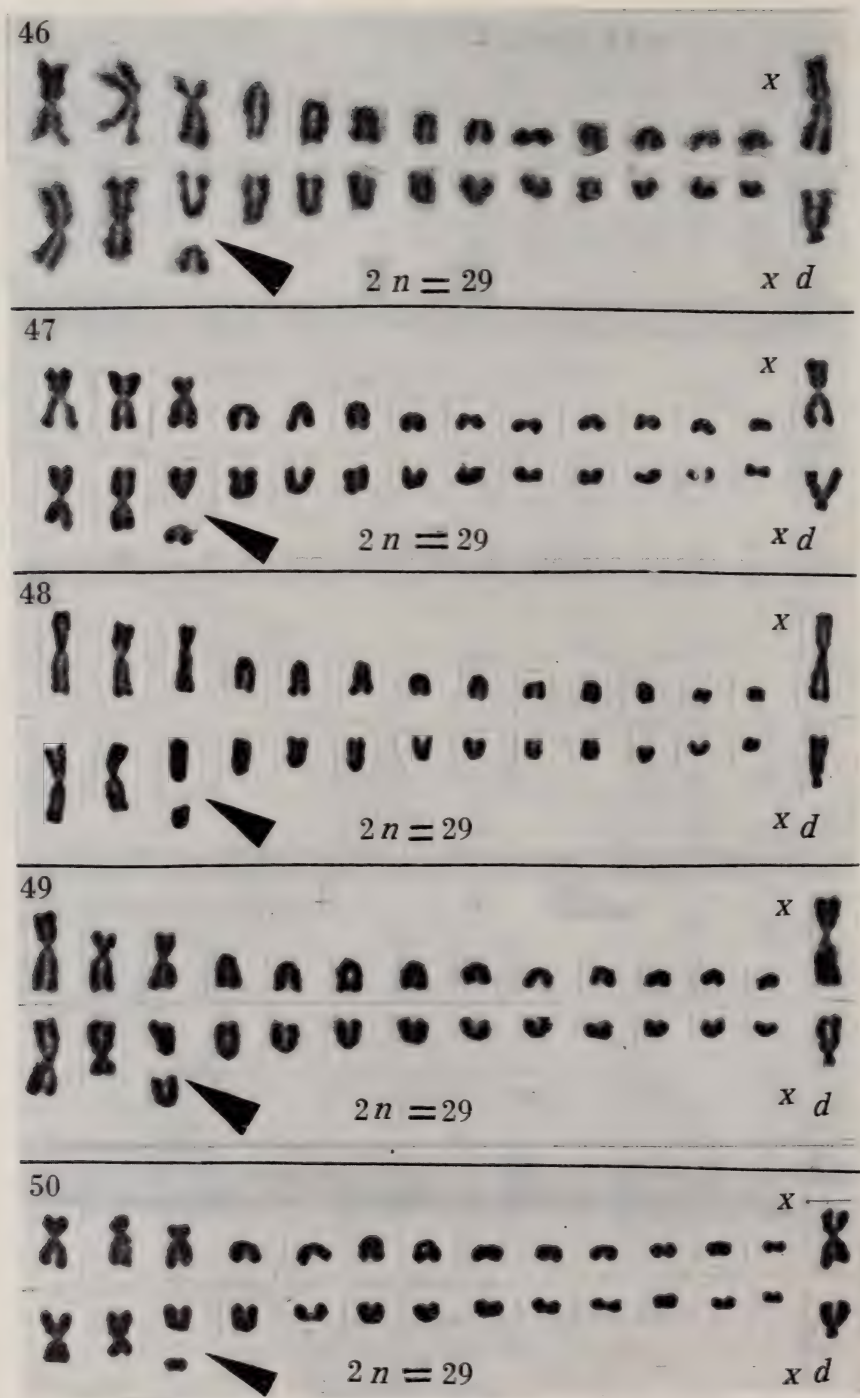 46
x
2 n = 29 x d
47
x
2 n = 29 x d
48
x
2 n = 29 x d
49
x
2 n = 29 x d
50
x
2 n = 29 x d